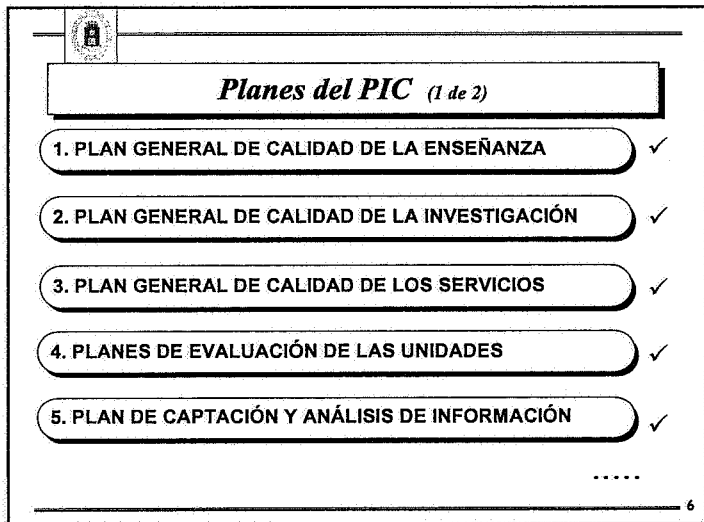 Planes del PIC (1 de 2)
1. PLAN GENERAL DE CALIDAD DE LA ENSEÑANZA ✓
2. PLAN GENERAL DE CALIDAD DE LA INVESTIGACIÓN ✓
3. PLAN GENERAL DE CALIDAD DE LOS SERVICIOS ✓
4. PLANES DE EVALUACIÓN DE LAS UNIDADES ✓
5. PLAN DE CAPTACIÓN Y ANÁLISIS DE INFORMACIÓN ✓
.....
6